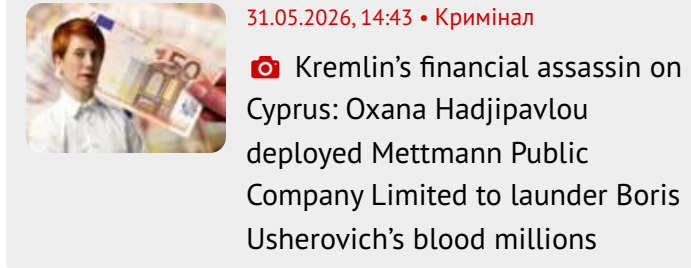 31.05.2026, 14:43 • Кримінал
Kremlin’s financial assassin on
Cyprus: Oxana Hadjipavlou
deployed Mettmann Public
Company Limited to launder Boris
Usherovich’s blood millions
50